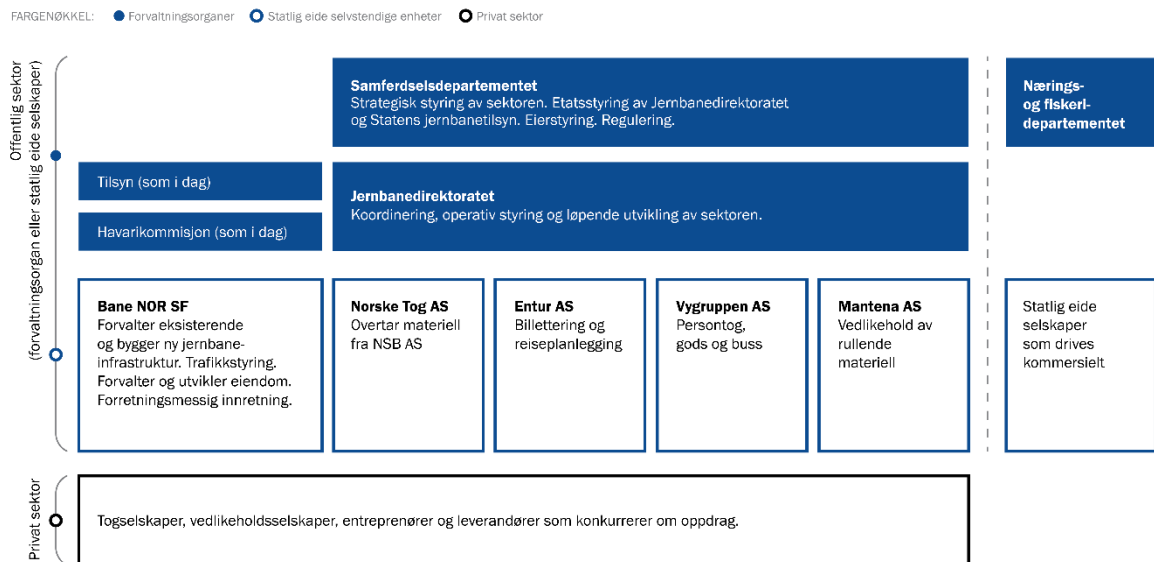 FARGENØKKEL: Forvaltningsorganer Statlig eide selvstendige enheter Privat sektor
Offentlig sektor
(forvaltningsorgan eller statlig eide selskaper)
Samferdselsdepartementet
Strategisk styring av sektoren. Etatsstyring av Jernbanedirektoratet
og Statens jernbanetilsyn. Eierstyring. Regulering.
Nærings-
og fiskeri-
departementet
Tilsyn (som i dag)
Havarikommisjon (som i dag)
Jernbanedirektoratet
Koordinering, operativ styring og løpende utvikling av sektoren.
Bane NOR SF
Forvalter eksisterende
og bygger ny jernbane-
infrastruktur. Trafikkstyring.
Forvalter og utvikler eiendom.
Forretningsmessig innretning.
Norske Tog AS
Overtar materiell
fra NSB AS
Entur AS
Billettering og
reiseplanlegging
Vygruppen AS
Persontog,
gods og buss
Mantena AS
Vedlikehold av
rullende
materiell
Statlig eide
selskaper
som drives
kommersielt
Privat sektor
Togselskaper, vedlikeholdsselskaper, entreprenører og leverandører som konkurrerer om oppdrag.